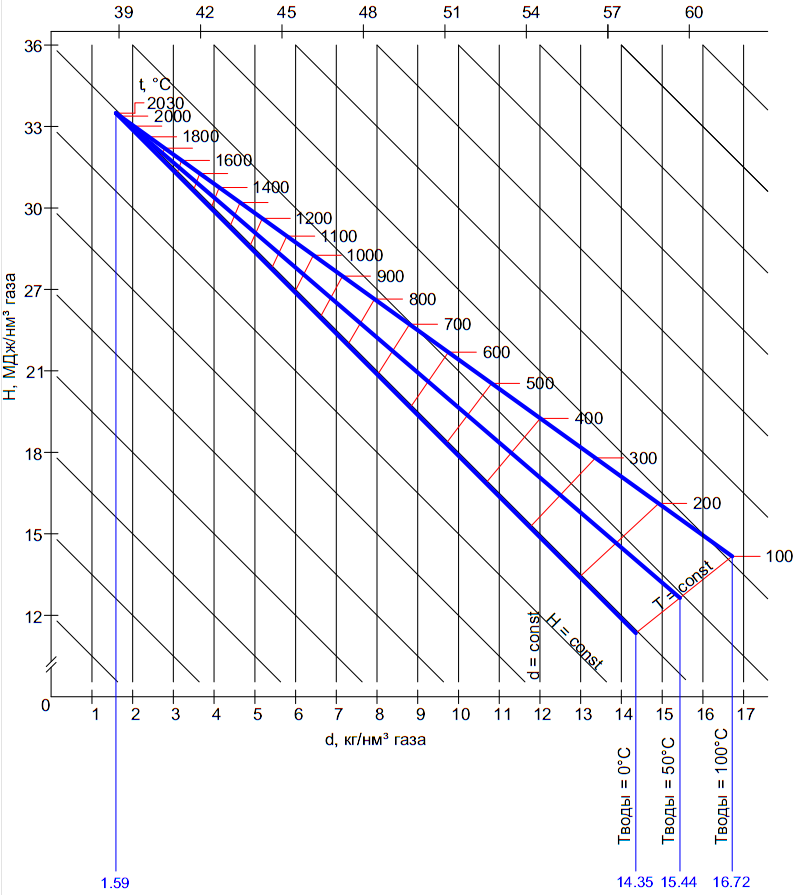 39 42 45 48 51 54 57 60
36
t, °C
2030
2000
33
1800
1600
1400
30
1200
1100
1000
27
900
800
700
21
600
500
400
18
300
200
15
100
12
H, МДж/нм³ газа
T = const
H = const
d = const
0
1 2 3 4 5 6 7 8 9 10 11 12 13 14 15 16 17
d, кг/нм³ газа
Tводы = 0°C
Tводы = 50°C
Tводы = 100°C
1.59 14.35 15.44 16.72